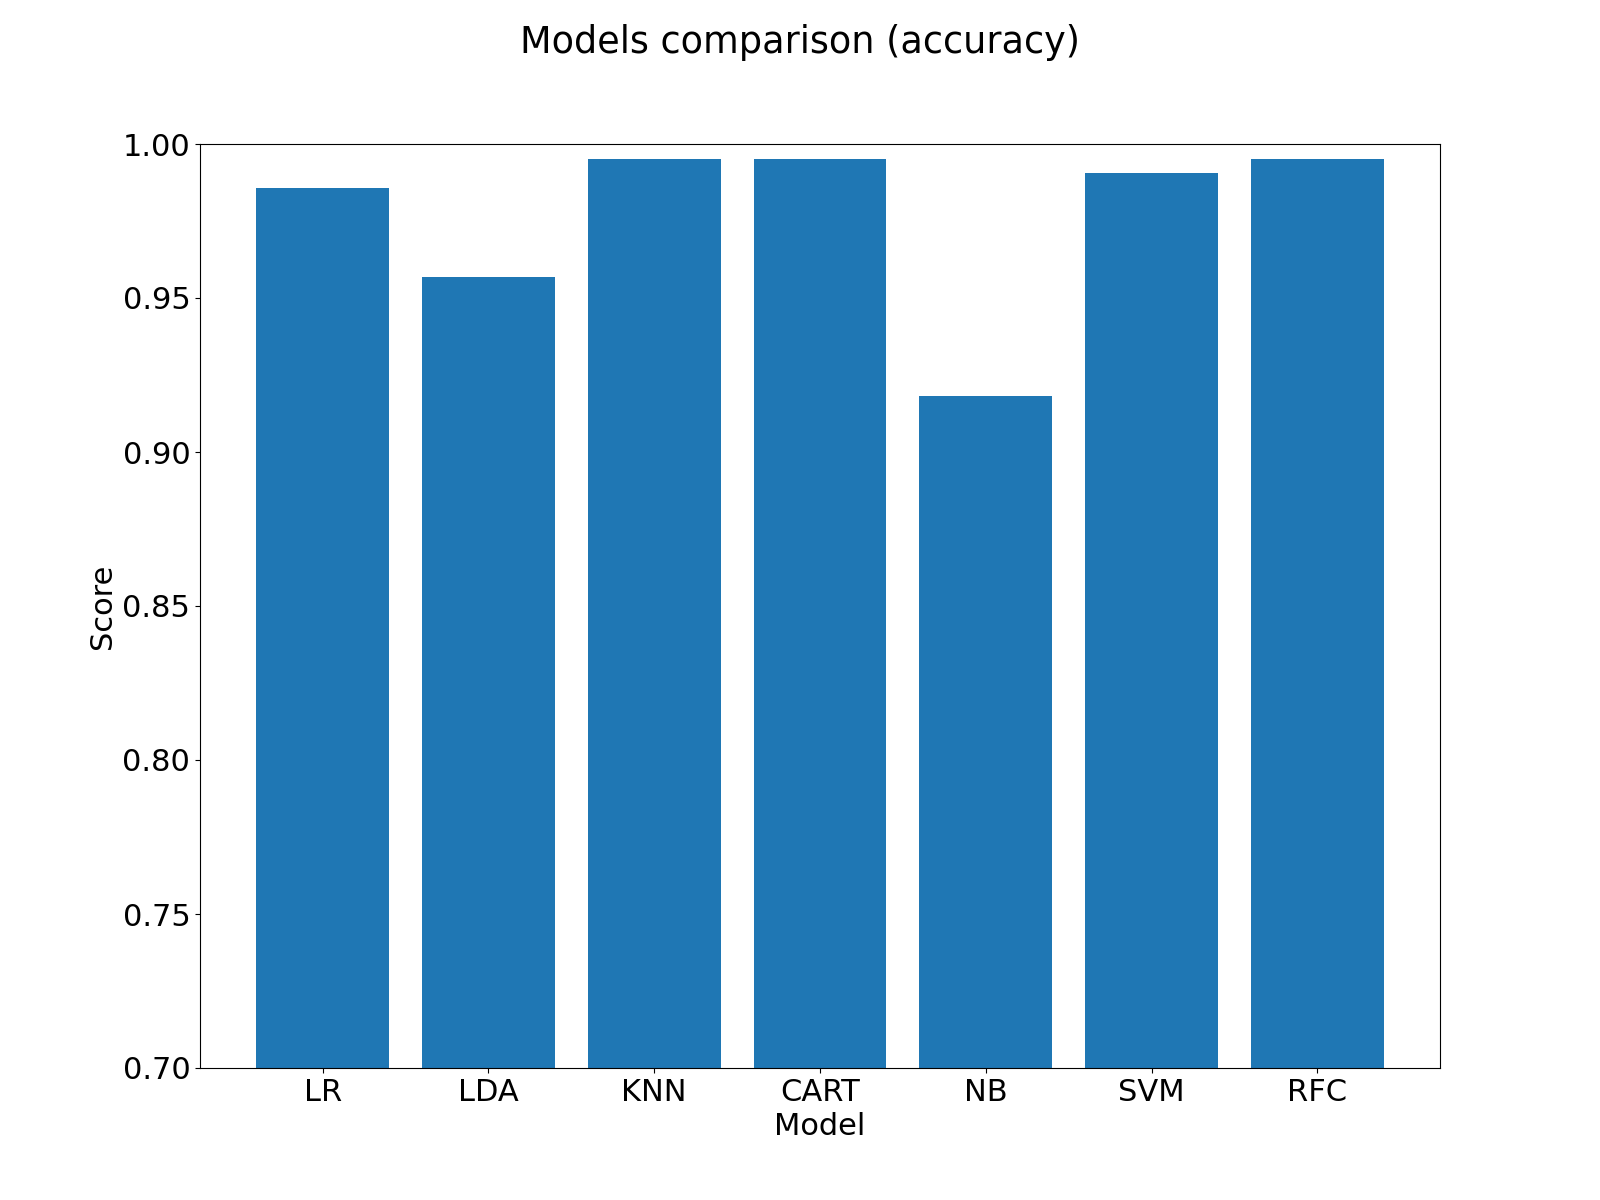 Models comparison (accuracy)
1.00
0.95
0.90
0.85
0.80
0.75
0.70
Score
LR LDA KNN CART NB SVM RFC
Model